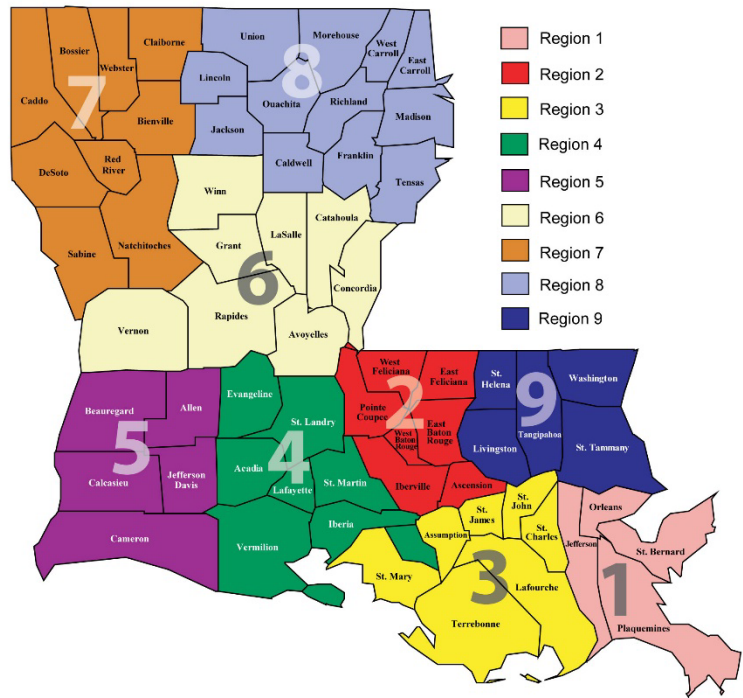 Bossier
Claiborne
Webster
Caddo
7
Bienville
DeSoto
Red
River
Sabine
Natchitoches
Union
Morehouse
West
Carroll
East
Carroll
8
Lincoln
Ouachita
Richland
Madison
Jackson
Caldwell
Franklin
Tensas
Winn
Catahoula
LaSalle
Grant
6
Concordia
Rapides
Vernon
Avoyelles
Beauregard
Allen
5
Calcasieu
Jefferson
Davis
Cameron
Evangeline
St. Landry
4
Acadia
Lafayette
St. Martin
Iberia
Vermilion
West
Feliciana
East
Feliciana
2
Pointe
Coupee
West
Baton
Rouge
East
Baton
Rouge
Iberville
Ascension
St.
Helena
Washington
9
Tangipahoa
Livingston
St. Tammany
St.
James
St.
John
St.
Charles
Assumption
St. Mary
3
Lafourche
Terrebonne
Orleans
Jefferson
St. Bernard
1
Plaquemines
Region 1
Region 2
Region 3
Region 4
Region 5
Region 6
Region 7
Region 8
Region 9